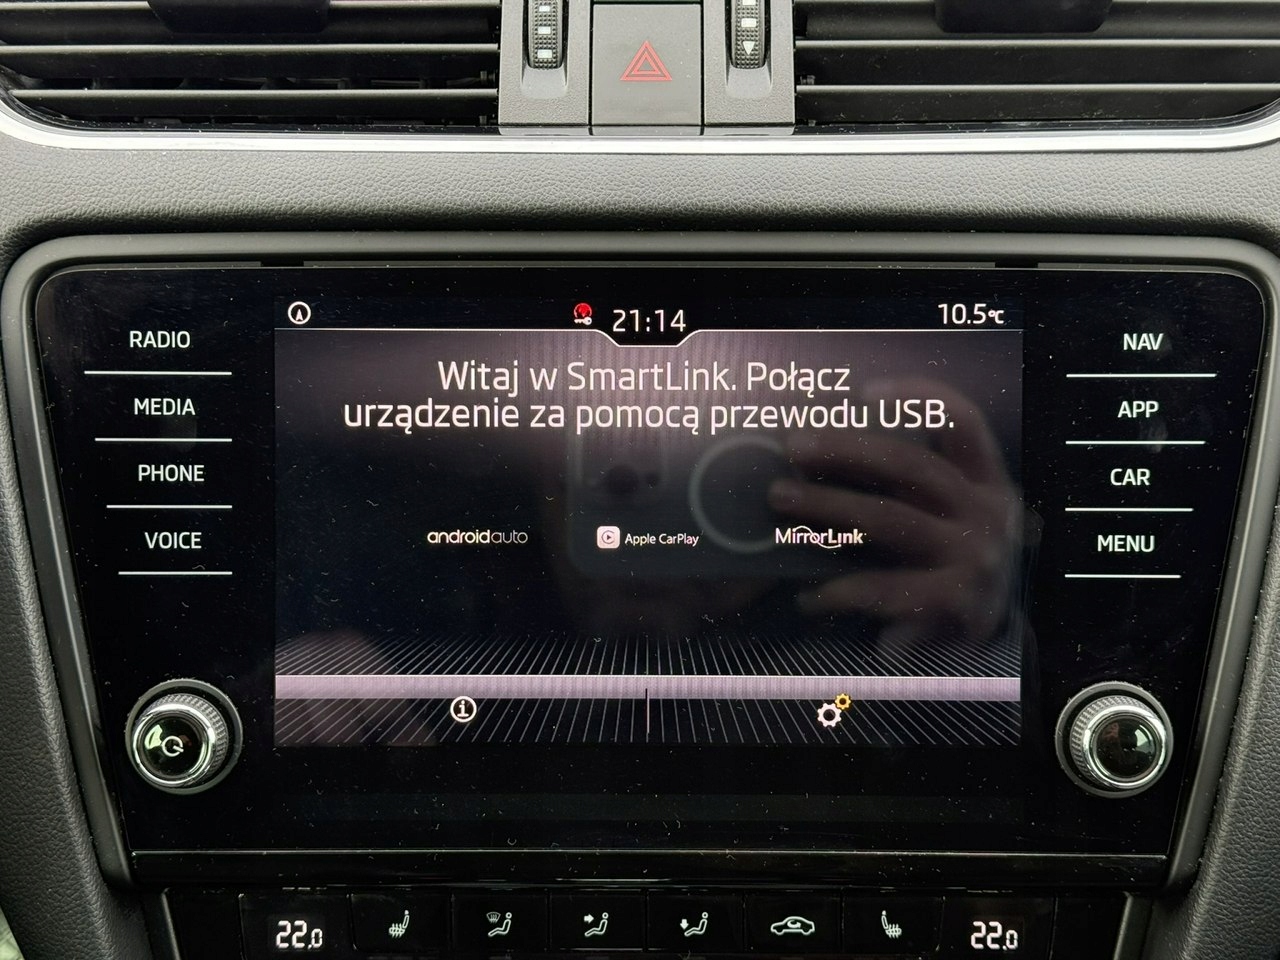 21:14
10.5°C
RADIO
MEDIA
PHONE
VOICE
Witaj w SmartLink. Połącz
urządzenie za pomocą przewodu USB.
androidauto
Apple CarPlay
MirrorLink
NAV
APP
CAR
MENU
22.0
22.0